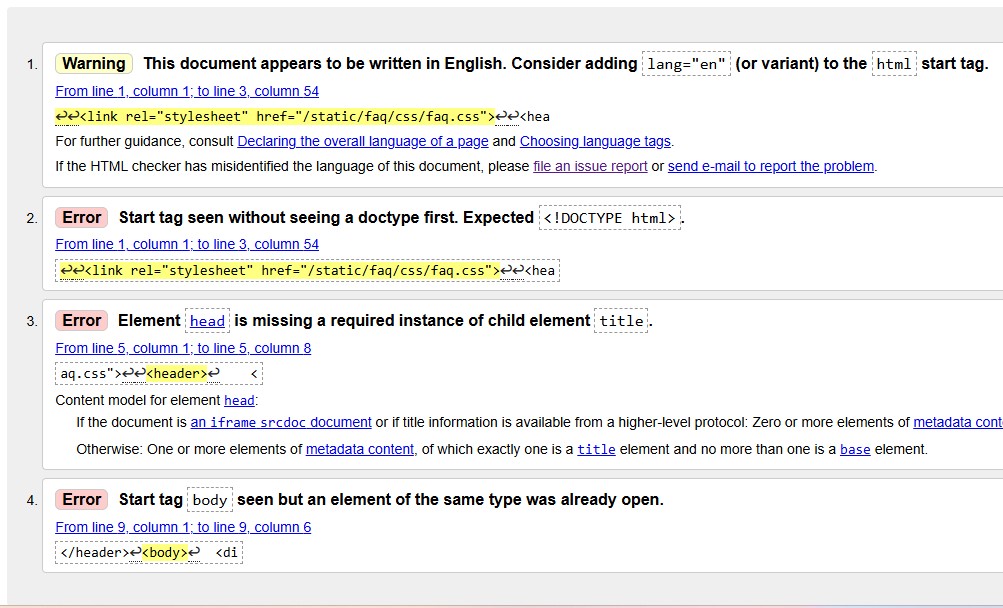 1. Warning This document appears to be written in English. Consider adding lang="en" (or variant) to the html start tag.
From line 1, column 1; to line 3, column 54
↩↩<link rel="stylesheet" href="/static/faq/css/faq.css">↩↩<hea
For further guidance, consult Declaring the overall language of a page and Choosing language tags.
If the HTML checker has misidentified the language of this document, please file an issue report or send e-mail to report the problem.
2. Error Start tag seen without seeing a doctype first. Expected <!DOCTYPE html>.
From line 1, column 1; to line 3, column 54
↩↩<link rel="stylesheet" href="/static/faq/css/faq.css">↩↩<hea
3. Error Element head is missing a required instance of child element title.
From line 5, column 1; to line 5, column 8
aq.css">↩↩<header>↩    <
Content model for element head:
If the document is an iframe srcdoc document or if title information is available from a higher-level protocol: Zero or more elements of metadata cont
Otherwise: One or more elements of metadata content, of which exactly one is a title element and no more than one is a base element.
4. Error Start tag body seen but an element of the same type was already open.
From line 9, column 1; to line 9, column 6
</header>↩<body>↩  <di